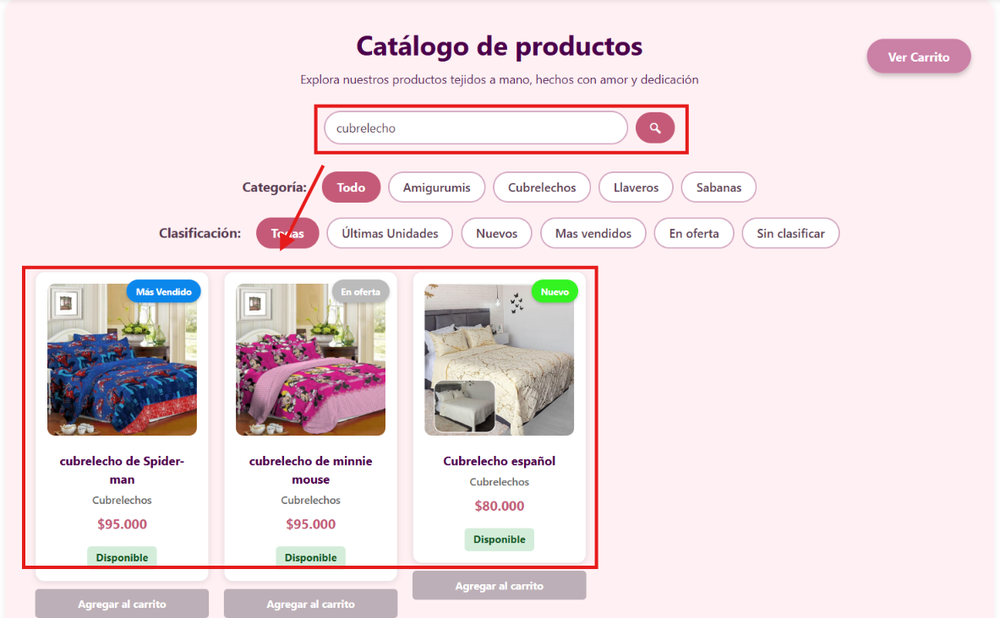 Catálogo de productos
Ver Carrito
Explora nuestros productos tejidos a mano, hechos con amor y dedicación
cubrelecho
Categoría: Todo Amigurumis Cubrelechos Llaveros Sabanas
Clasificación: Todas Últimas Unidades Nuevos Mas vendidos En oferta Sin clasificar
Más Vendido
cubrelecho de Spider-
man
Cubrelechos
$95.000
Disponible
Agregar al carrito
En oferta
cubrelecho de minnie
mouse
Cubrelechos
$95.000
Disponible
Agregar al carrito
Nuevo
Cubrelecho español
Cubrelechos
$80.000
Disponible
Agregar al carrito